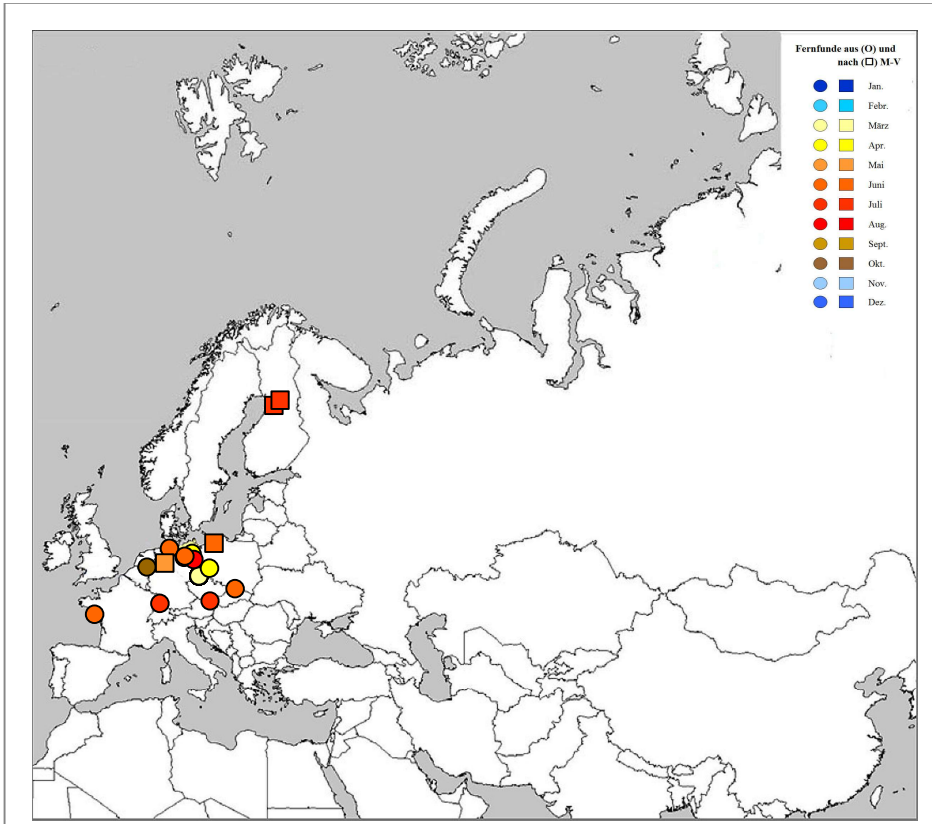 Fernfunde aus (O) und
nach (□) M-V
Jan.
Febr.
März
Apr.
Mai
Juni
Juli
Aug.
Sept.
Okt.
Nov.
Dez.